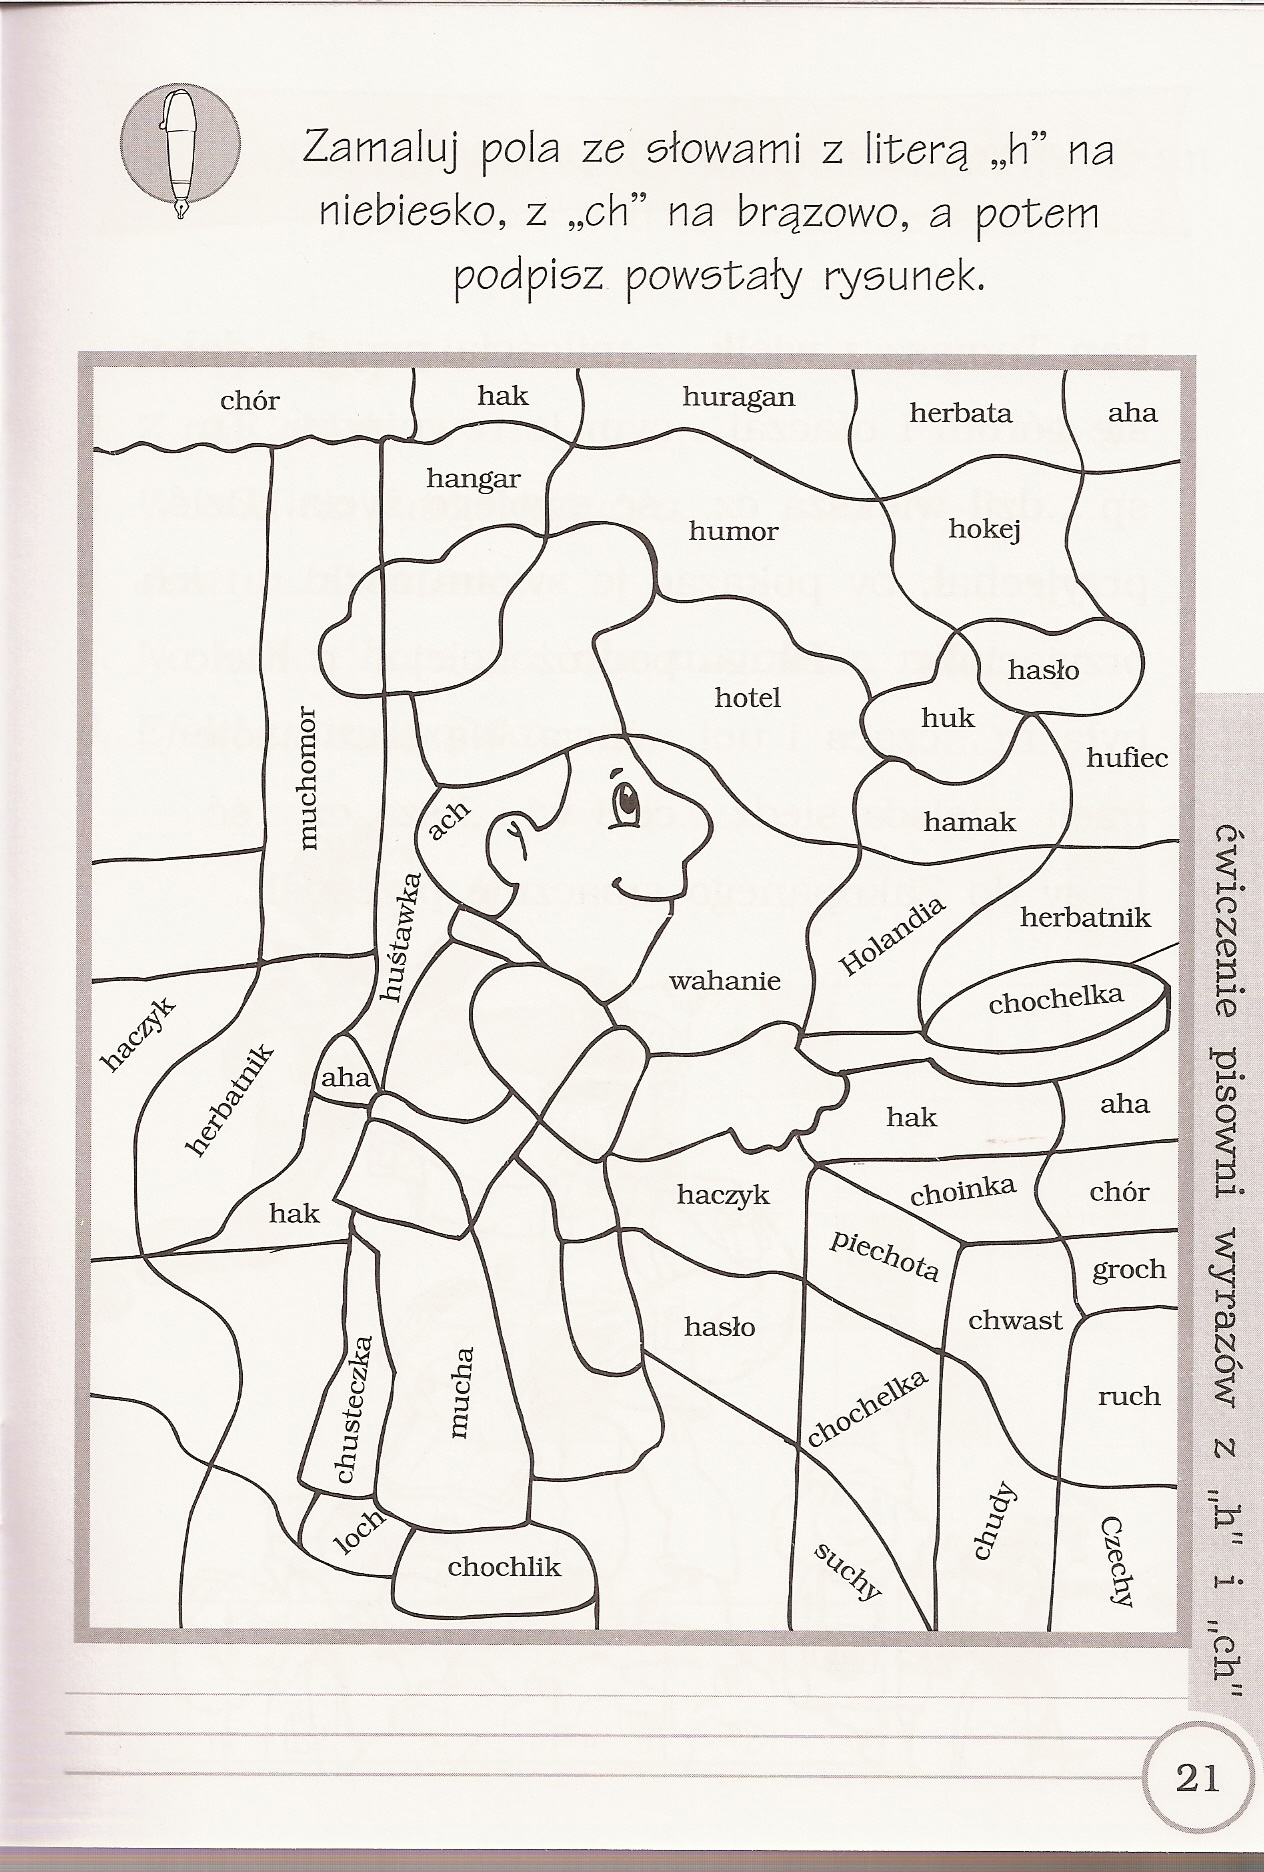 Zamaluj pola ze słowami z literą „h” na
niebiesko, z „ch” na brązowo, a potem
podpisz powstały rysunek.
chór
hak
huragan
herbata
aha
hangar
humor
hokej
hasło
hotel
huk
muchomor
hufiec
ach
hamak
huśtawka
Holandia
herbatnik
wahanie
chochelka
haczyk
herbatnik
aha
hak
aha
haczyk
choinka
chór
hak
piechota
groch
hasło
chwast
chusteczka
mucha
chochelka
ruch
loch
chochlik
suchy
chudy
Czechy
ćwiczenie pisowni wyrazów z „h” i „ch”
21